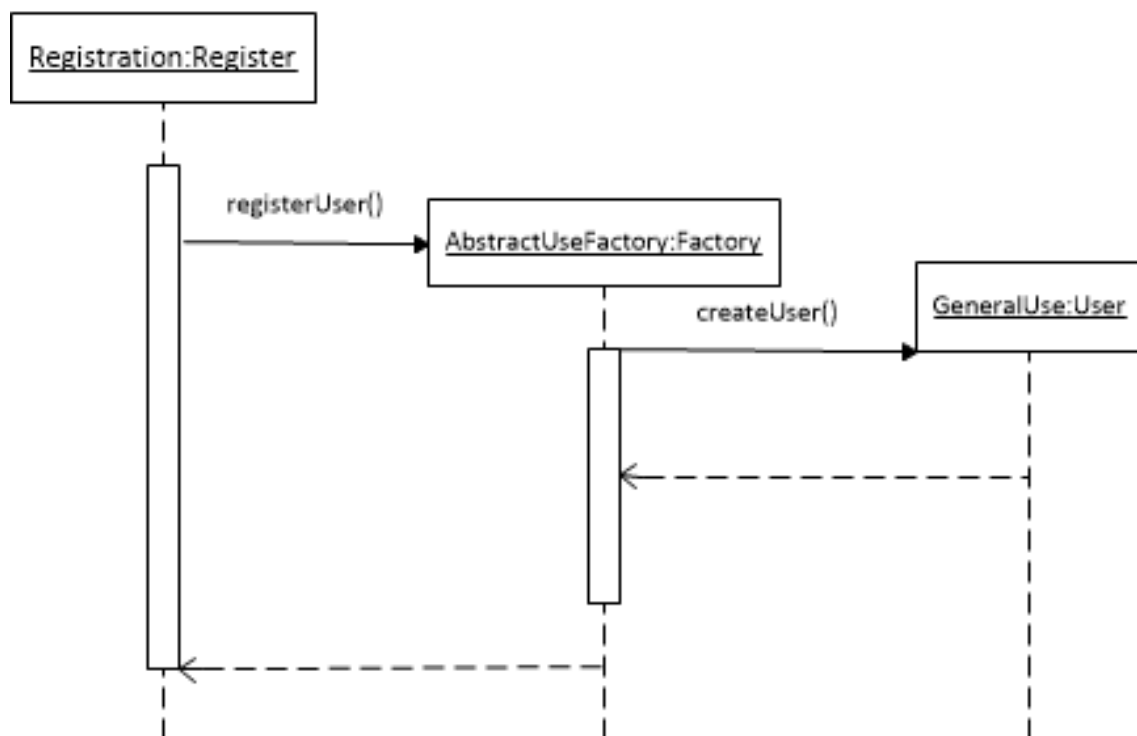 Registration:Register
registerUser()
AbstractUseFactory:Factory
createUser()
GeneralUse:User